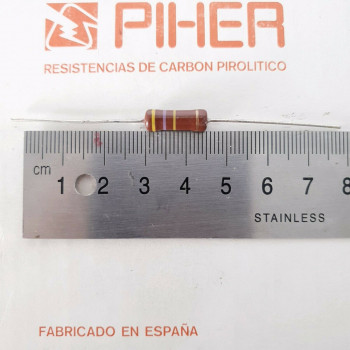 PIHER
RESISTENCIAS DE CARBON PIROLITICO
cm 1 2 3 4 5 6 7 8
STAINLESS
FABRICADO EN ESPAÑA